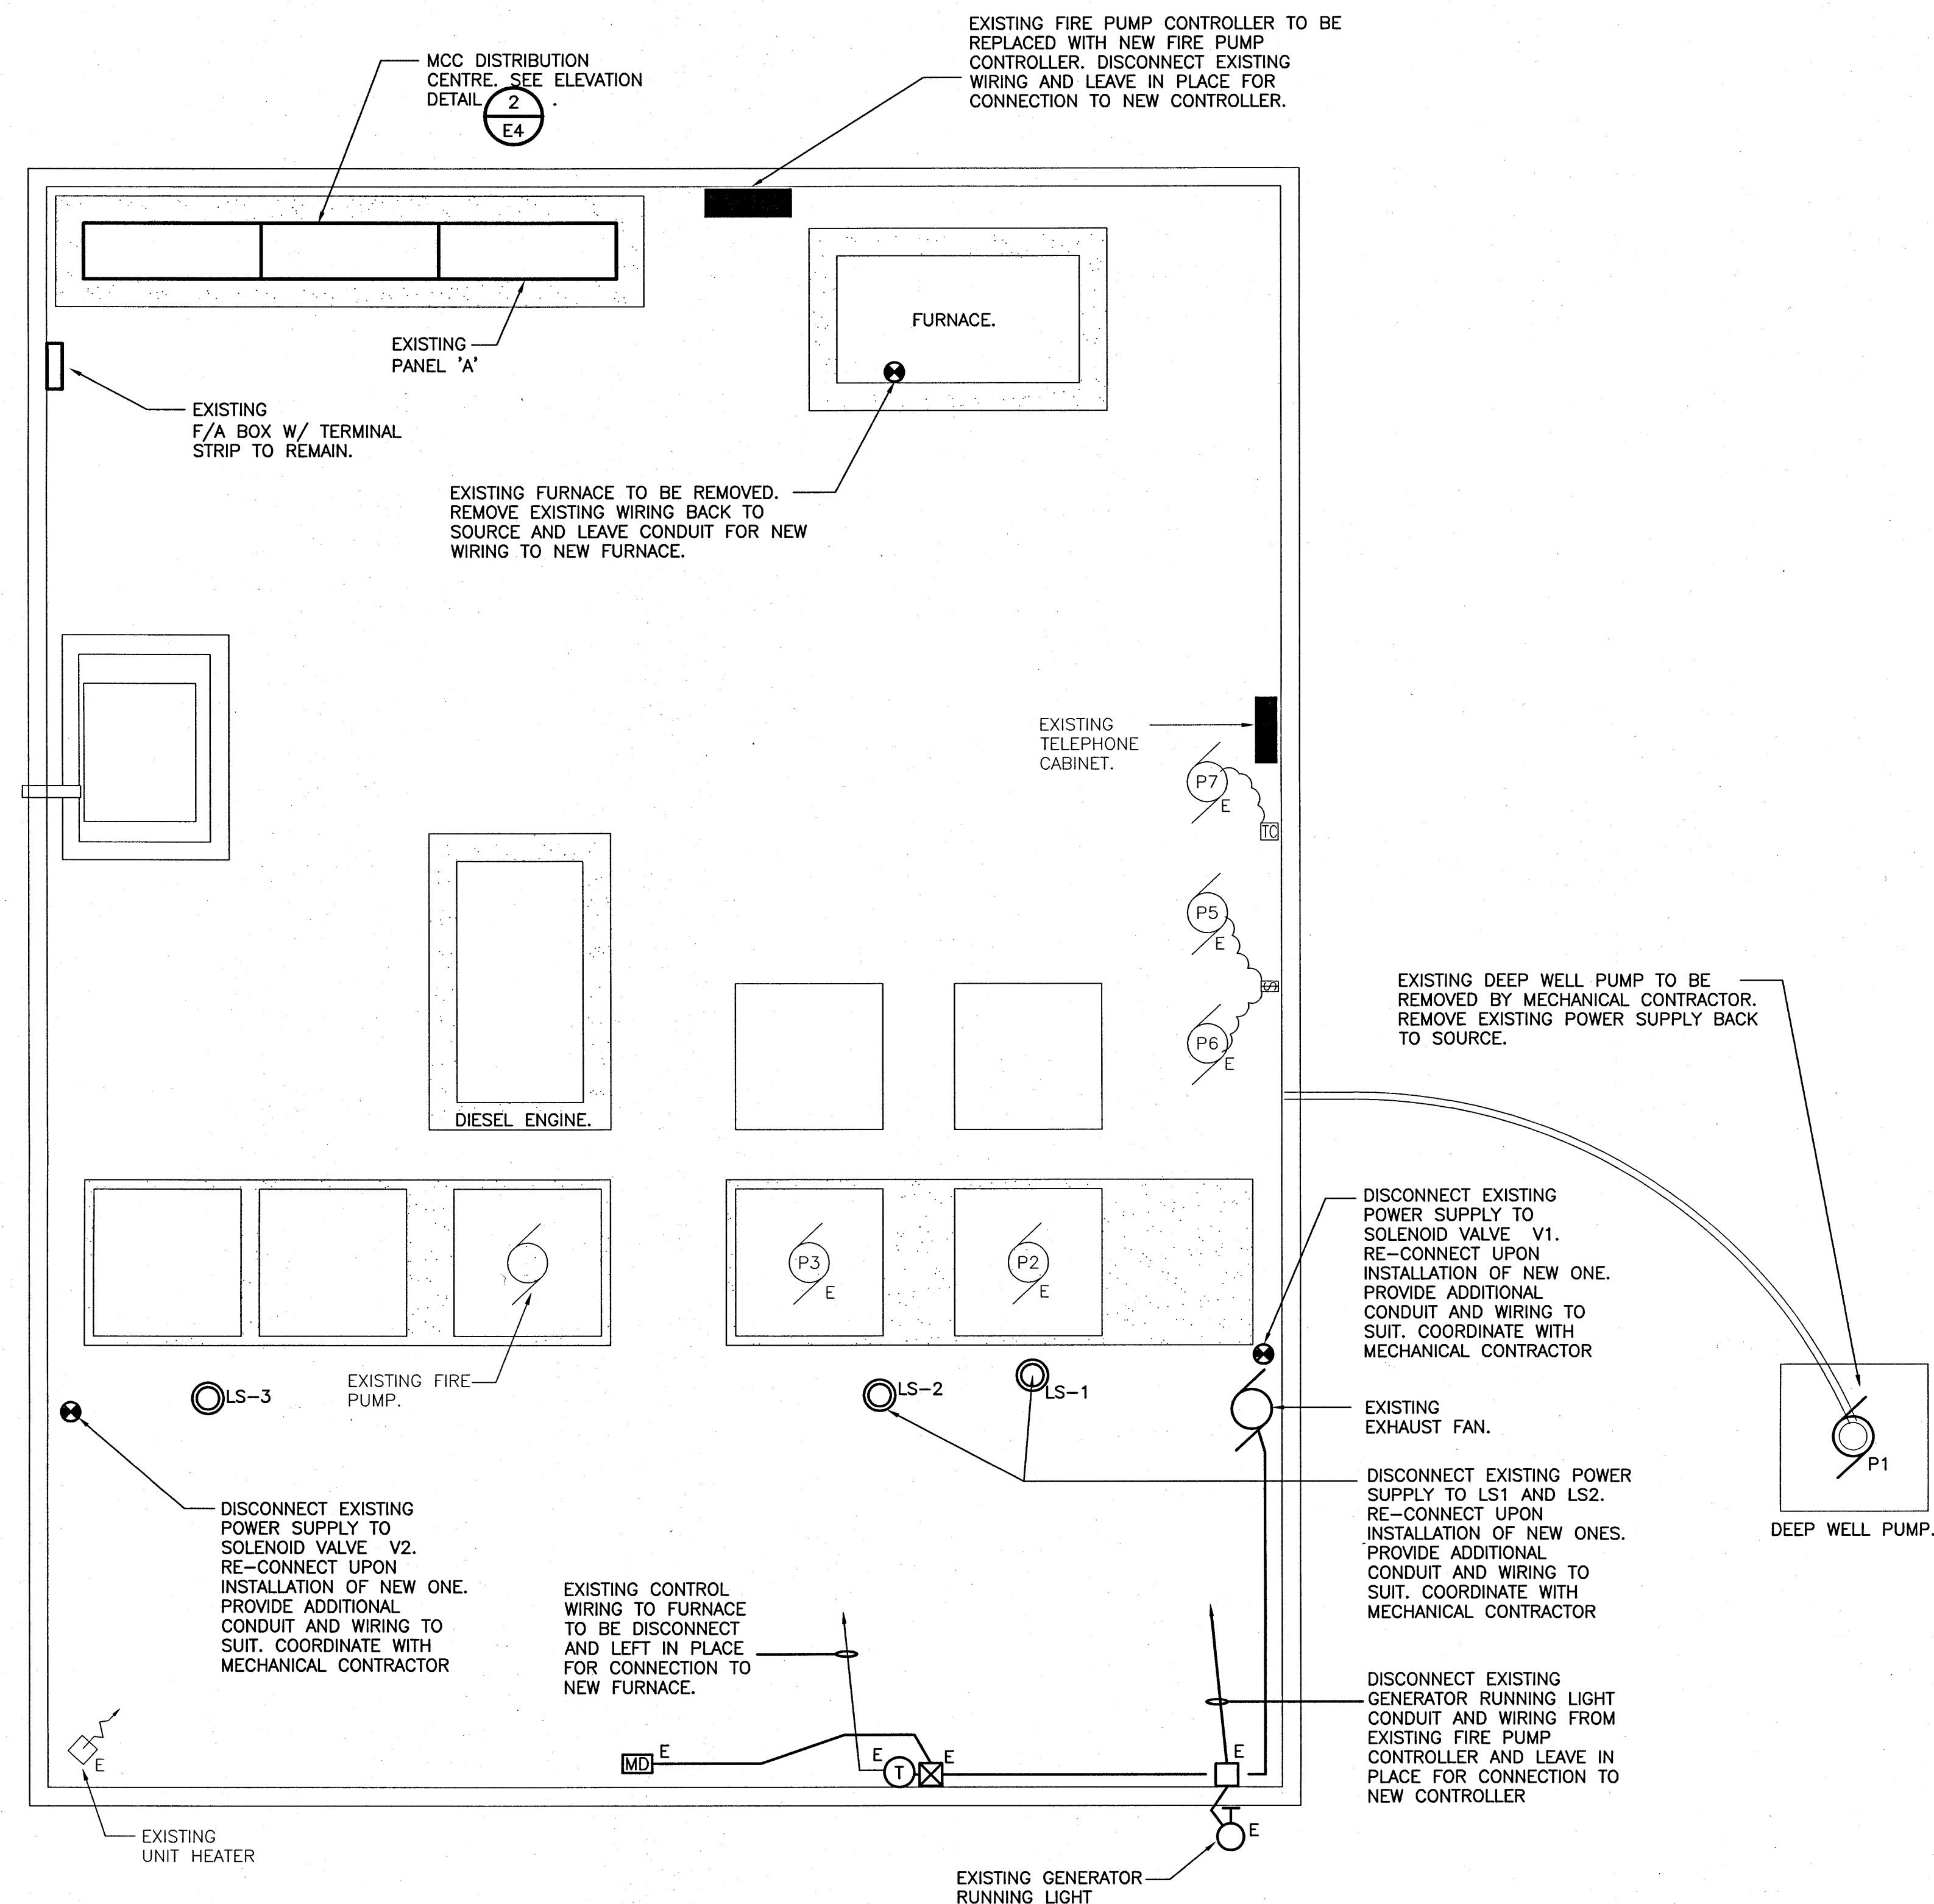 EXISTING FIRE PUMP CONTROLLER TO BE
REPLACED WITH NEW FIRE PUMP
CONTROLLER. DISCONNECT EXISTING
WIRING AND LEAVE IN PLACE FOR
CONNECTION TO NEW CONTROLLER.
MCC DISTRIBUTION
CENTRE. SEE ELEVATION
DETAIL 2 .
E4
FURNACE.
EXISTING
PANEL 'A'
EXISTING
F/A BOX W/ TERMINAL
STRIP TO REMAIN.
EXISTING FURNACE TO BE REMOVED.
REMOVE EXISTING WIRING BACK TO
SOURCE AND LEAVE CONDUIT FOR NEW
WIRING TO NEW FURNACE.
EXISTING
TELEPHONE
CABINET.
P7
E
TC
P5
E
S
P6
E
EXISTING DEEP WELL PUMP TO BE
REMOVED BY MECHANICAL CONTRACTOR.
REMOVE EXISTING POWER SUPPLY BACK
TO SOURCE.
DIESEL ENGINE.
P3
E
P2
E
DISCONNECT EXISTING
POWER SUPPLY TO
SOLENOID VALVE V1.
RE-CONNECT UPON
INSTALLATION OF NEW ONE.
PROVIDE ADDITIONAL
CONDUIT AND WIRING TO
SUIT. COORDINATE WITH
MECHANICAL CONTRACTOR
EXISTING FIRE
PUMP.
LS-3
LS-2
LS-1
EXISTING
EXHAUST FAN.
P1
DEEP WELL PUMP.
DISCONNECT EXISTING POWER
SUPPLY TO LS1 AND LS2.
RE-CONNECT UPON
INSTALLATION OF NEW ONES.
PROVIDE ADDITIONAL
CONDUIT AND WIRING TO
SUIT. COORDINATE WITH
MECHANICAL CONTRACTOR
DISCONNECT EXISTING
POWER SUPPLY TO
SOLENOID VALVE V2.
RE-CONNECT UPON
INSTALLATION OF NEW ONE.
PROVIDE ADDITIONAL
CONDUIT AND WIRING TO
SUIT. COORDINATE WITH
MECHANICAL CONTRACTOR
EXISTING CONTROL
WIRING TO FURNACE
TO BE DISCONNECT
AND LEFT IN PLACE
FOR CONNECTION TO
NEW FURNACE.
DISCONNECT EXISTING
GENERATOR RUNNING LIGHT
CONDUIT AND WIRING FROM
EXISTING FIRE PUMP
CONTROLLER AND LEAVE IN
PLACE FOR CONNECTION TO
NEW CONTROLLER
E
MD E
E T E
E
E
EXISTING
UNIT HEATER
EXISTING GENERATOR
RUNNING LIGHT